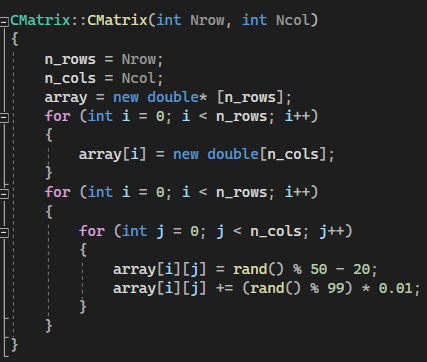 CMatrix::CMatrix(int Nrow, int Ncol)
{
    n_rows = Nrow;
    n_cols = Ncol;
    array = new double* [n_rows];
    for (int i = 0; i < n_rows; i++)
    {
        array[i] = new double[n_cols];
    }
    for (int i = 0; i < n_rows; i++)
    {
        for (int j = 0; j < n_cols; j++)
        {
            array[i][j] = rand() % 50 - 20;
            array[i][j] += (rand() % 99) * 0.01;
        }
    }
}